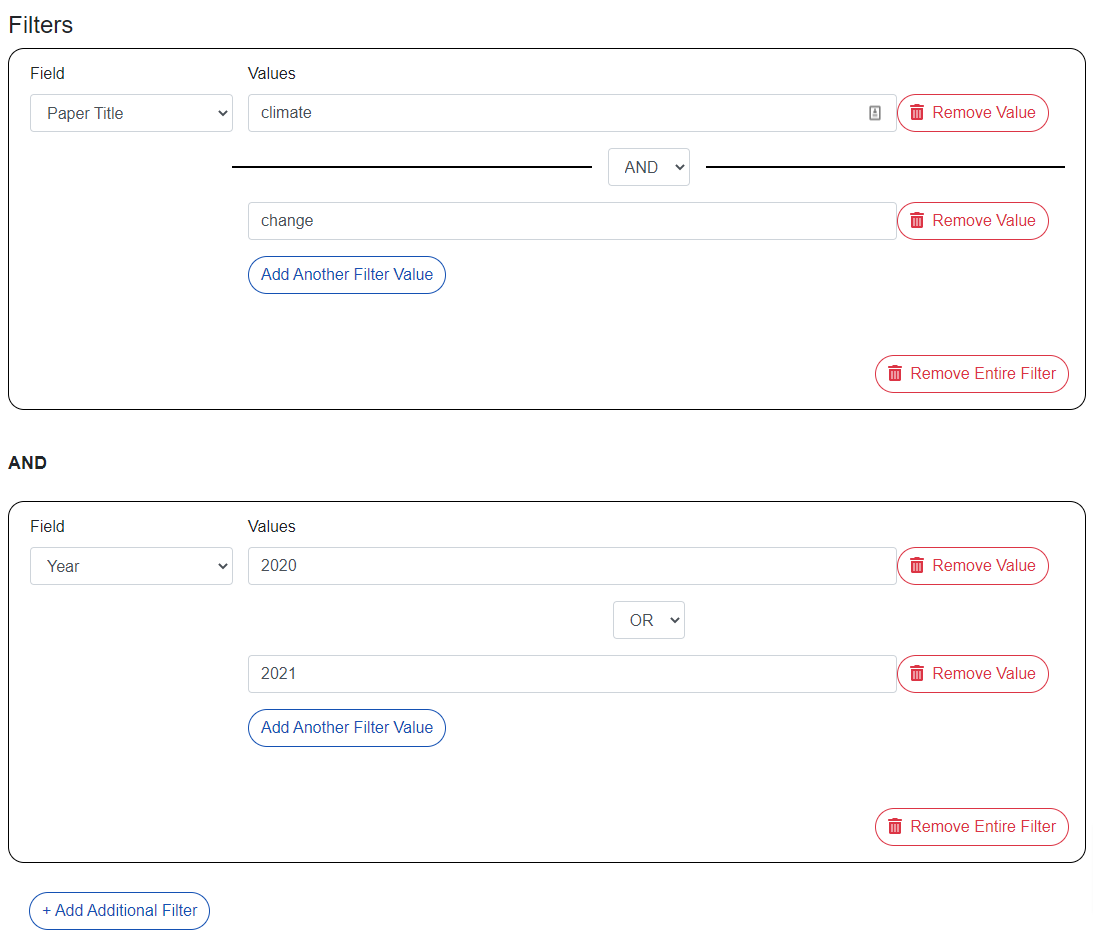 Filters
Field Values
Paper Title climate Remove Value
AND
change Remove Value
Add Another Filter Value
Remove Entire Filter
AND
Field Values
Year 2020 Remove Value
OR
2021 Remove Value
Add Another Filter Value
Remove Entire Filter
+ Add Additional Filter